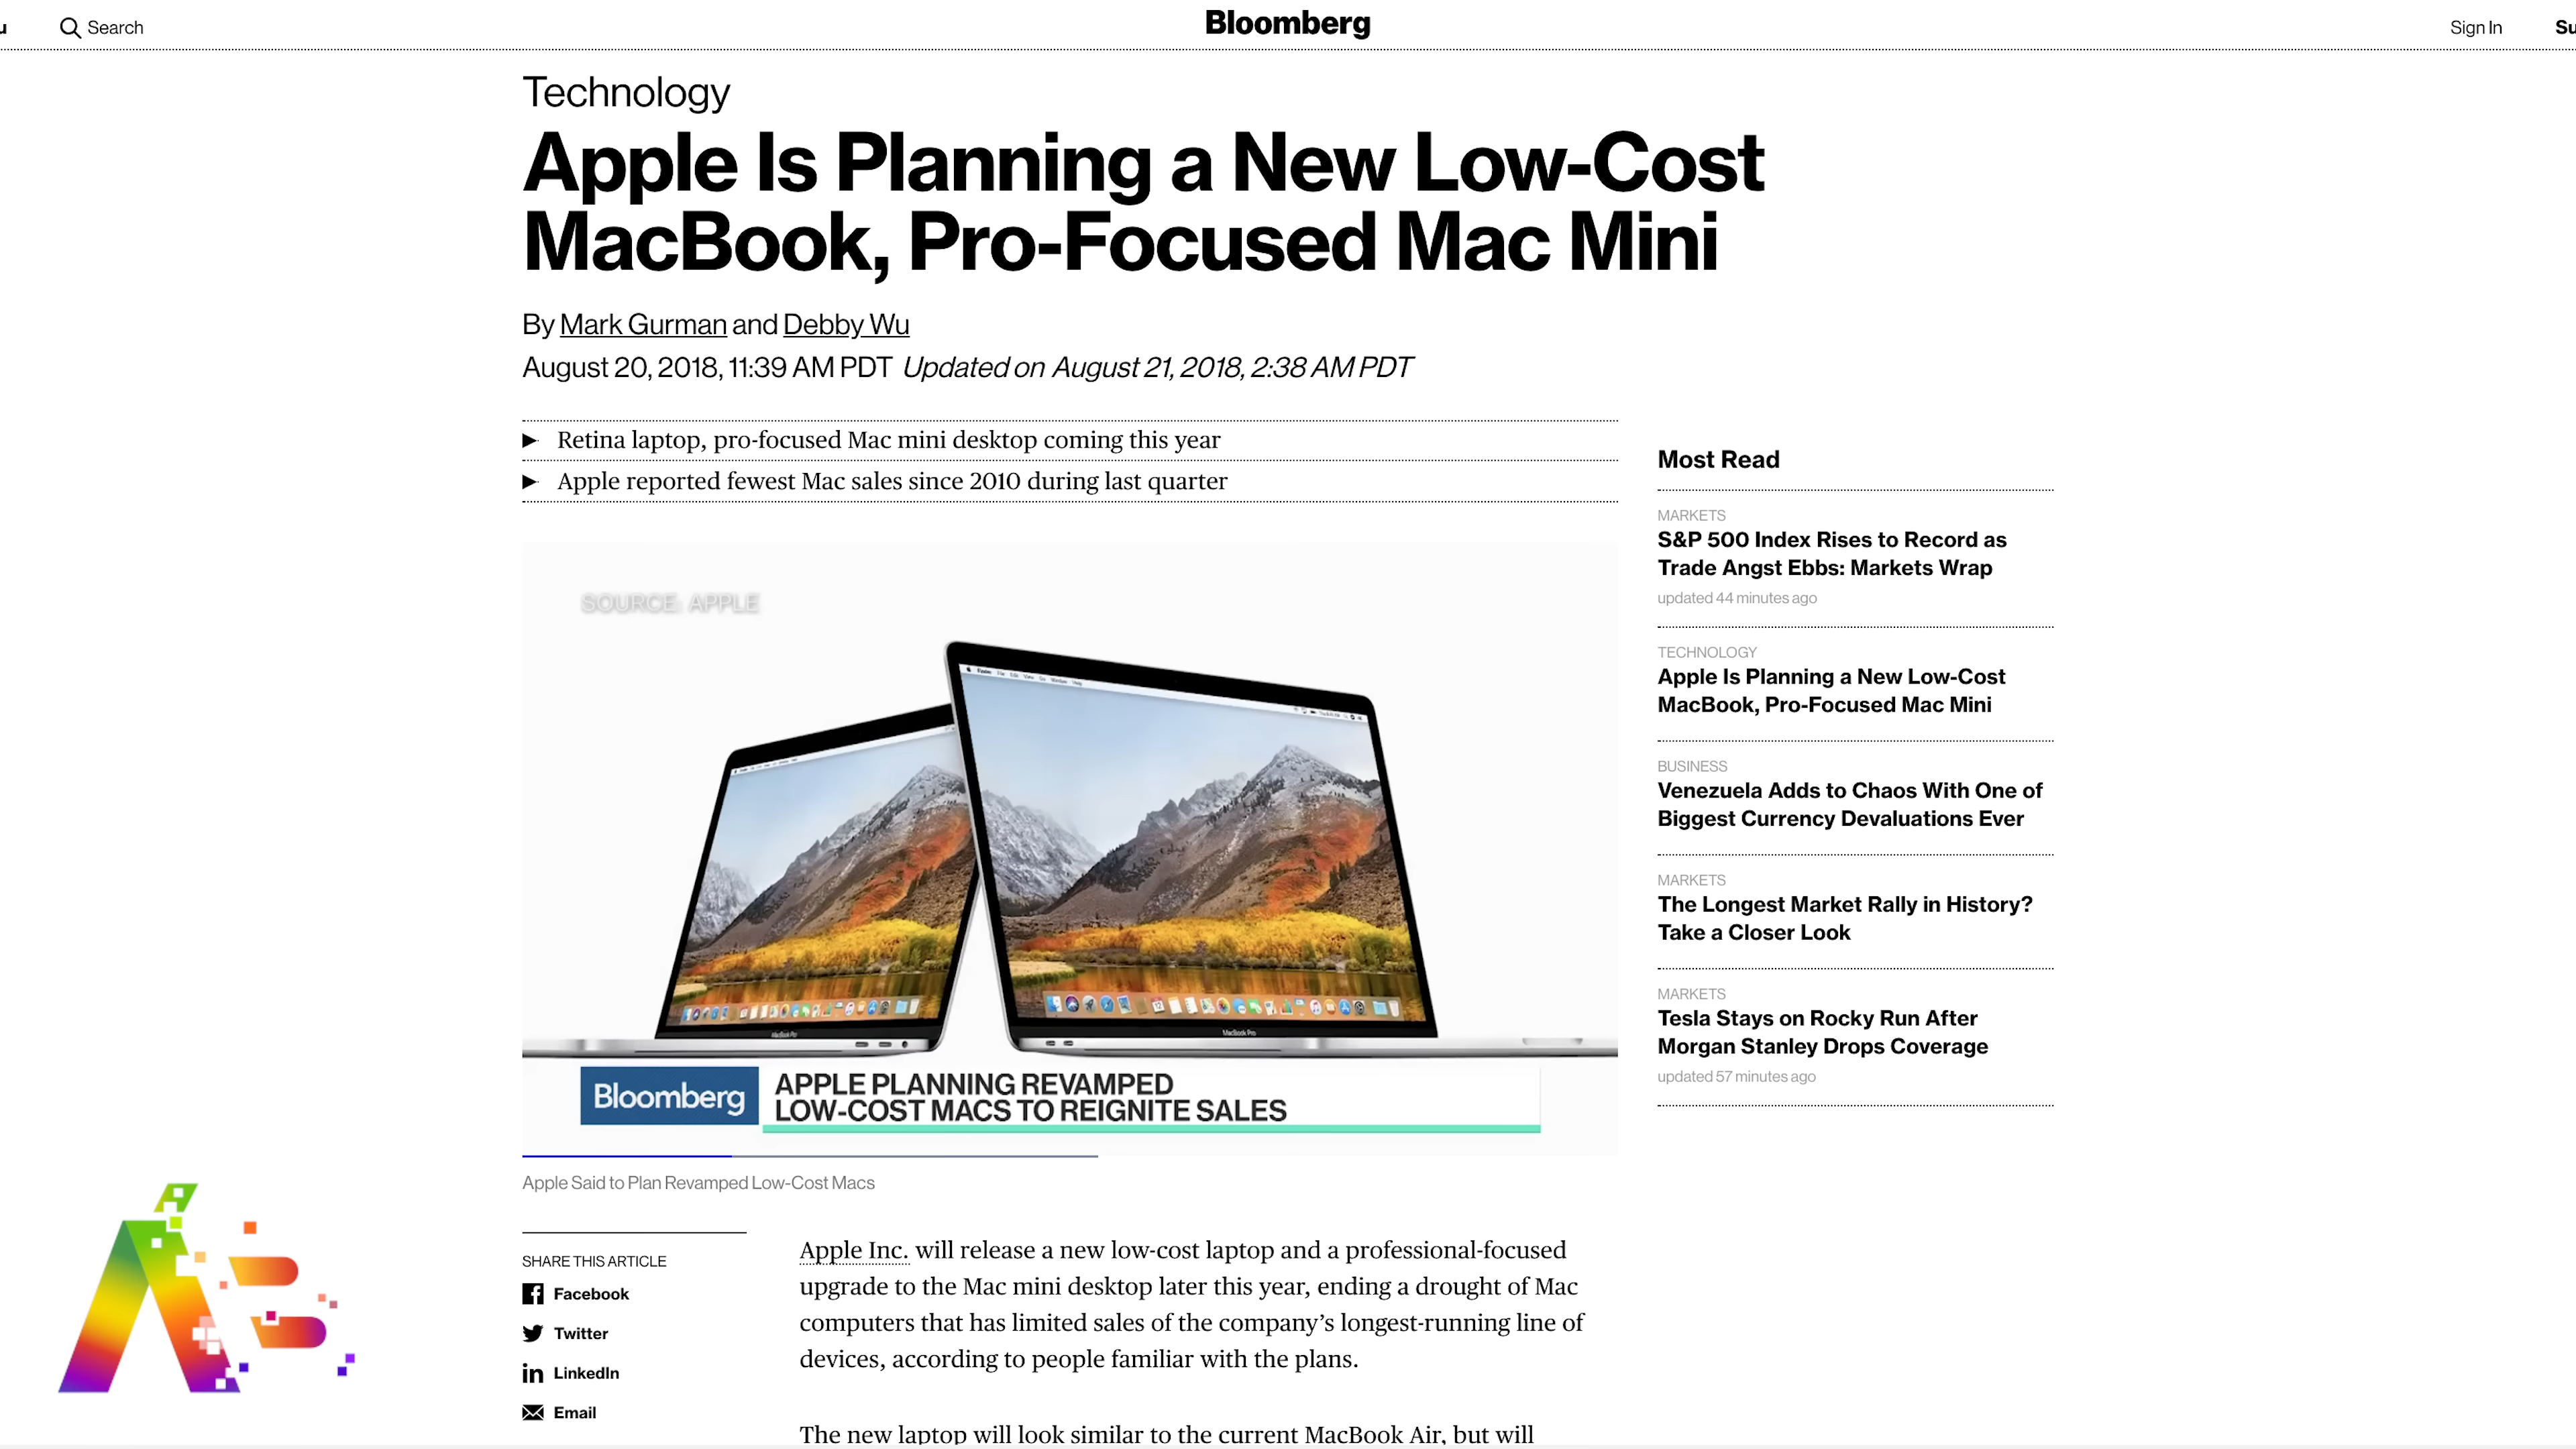 Search
Bloomberg
Sign In
Technology
Apple Is Planning a New Low-Cost
MacBook, Pro-Focused Mac Mini
By Mark Gurman and Debby Wu
August 20, 2018, 11:39 AM PDT Updated on August 21, 2018, 2:38 AM PDT
Retina laptop, pro-focused Mac mini desktop coming this year
Apple reported fewest Mac sales since 2010 during last quarter
SOURCE: APPLE
MacBook Pro
MacBook Pro
Bloomberg
APPLE PLANNING REVAMPED
LOW-COST MACS TO REIGNITE SALES
Apple Said to Plan Revamped Low-Cost Macs
Most Read
MARKETS
S&P 500 Index Rises to Record as
Trade Angst Ebbs: Markets Wrap
updated 44 minutes ago
TECHNOLOGY
Apple Is Planning a New Low-Cost
MacBook, Pro-Focused Mac Mini
BUSINESS
Venezuela Adds to Chaos With One of
Biggest Currency Devaluations Ever
MARKETS
The Longest Market Rally in History?
Take a Closer Look
MARKETS
Tesla Stays on Rocky Run After
Morgan Stanley Drops Coverage
updated 57 minutes ago
SHARE THIS ARTICLE
Facebook
Twitter
LinkedIn
Email
Apple Inc. will release a new low-cost laptop and a professional-focused
upgrade to the Mac mini desktop later this year, ending a drought of Mac
computers that has limited sales of the company's longest-running line of
devices, according to people familiar with the plans.
The new laptop will look similar to the current MacBook Air, but will